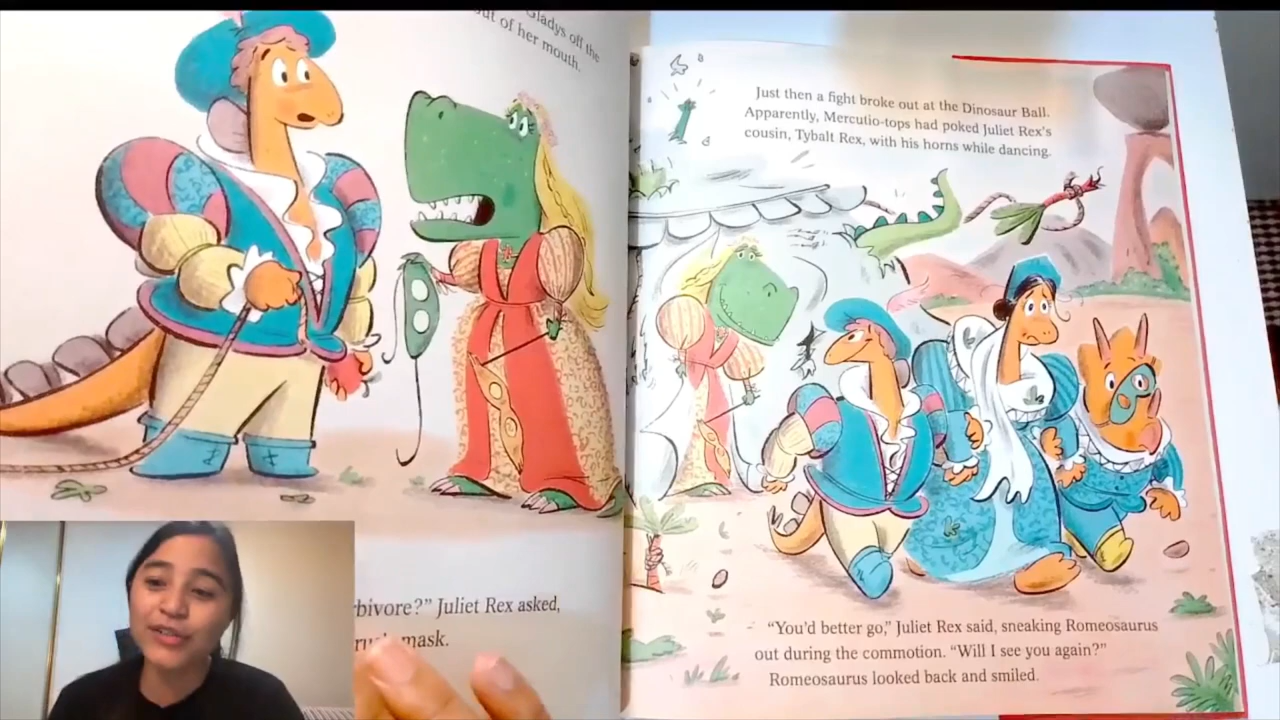 Gladys off the
out of her mouth.
bivore?" Juliet Rex asked,
mask.
Just then a fight broke out at the Dinosaur Ball.
Apparently, Mercutio-tops had poked Juliet Rex's
cousin, Tybalt Rex, with his horns while dancing.
"You'd better go," Juliet Rex said, sneaking Romeosaurus
out during the commotion. "Will I see you again?"
Romeosaurus looked back and smiled.